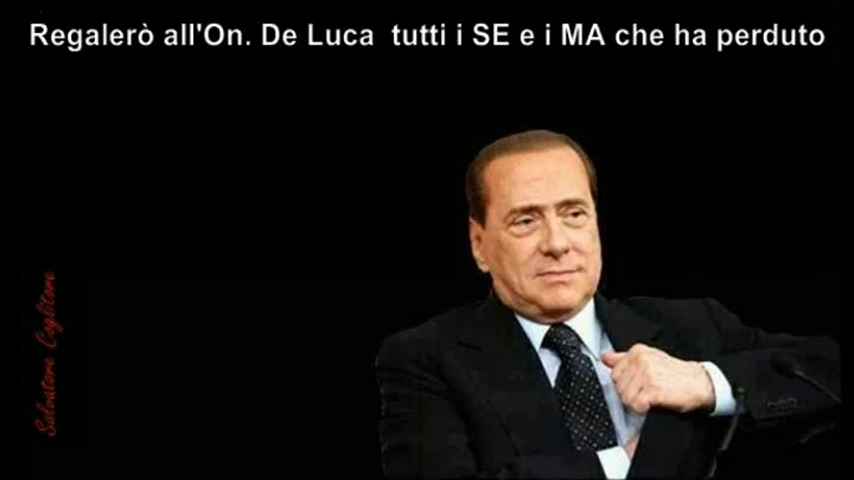 Regalerò all'On. De Luca  tutti i SE e i MA che ha perduto
Salvatore Coglitore